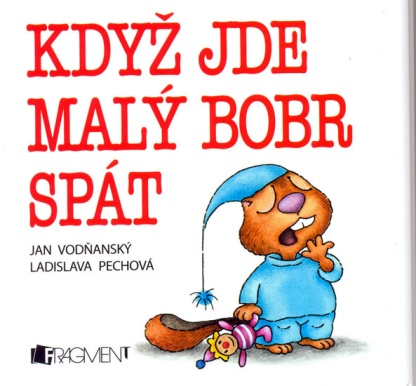 KDYŽ JDE
MALÝ BOBR
SPÁT
JAN VODŇANSKÝ
LADISLAVA PECHOVÁ
FRAGMENT